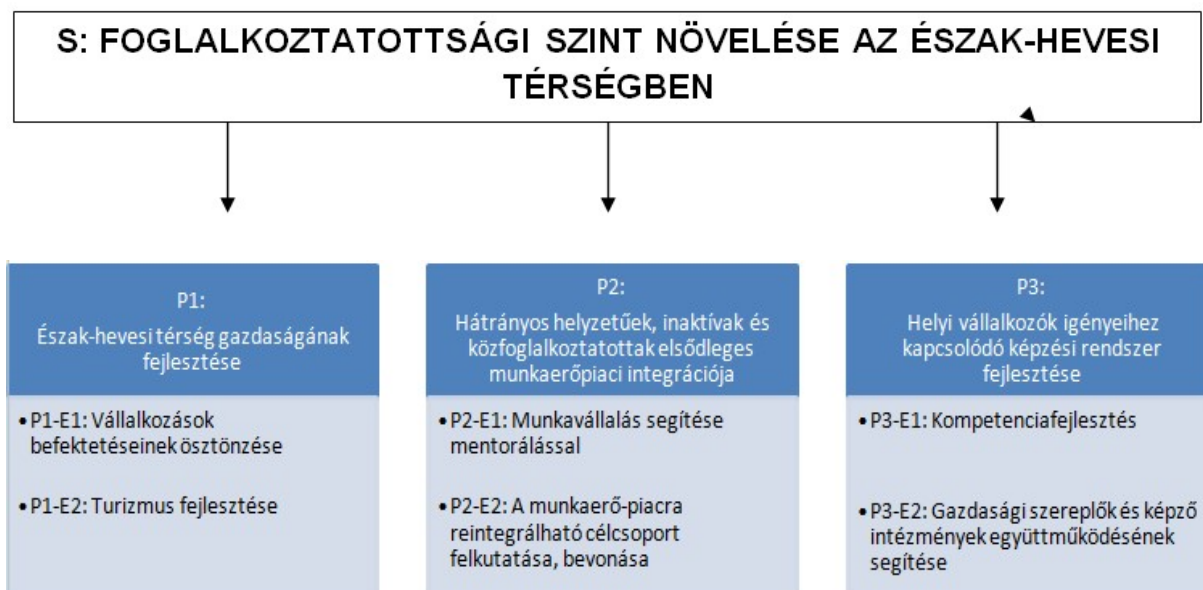 S: FOGLALKOZTATOTTSÁGI SZINT NÖVELÉSE AZ ÉSZAK-HEVESI
TÉRSÉGBEN
P1:
Észak-hevesi térség gazdaságának
fejlesztése
•P1-E1: Vállalkozások
befektetéseinek ösztönzése
•P1-E2: Turizmus fejlesztése
P2:
Hátrányos helyzetűek, inaktívak és
közfoglalkoztatottak elsődleges
munkaerőpiaci integrációja
•P2-E1: Munkavállalás segítése
mentorálással
•P2-E2: A munkaerő-piacra
reintegrálható célcsoport
felkutatása, bevonása
P3:
Helyi vállalkozók igényeihez
kapcsolódó képzési rendszer
fejlesztése
•P3-E1: Kompetenciafejlesztés
•P3-E2: Gazdasági szereplők és képző
intézmények együttműködésének
segítése